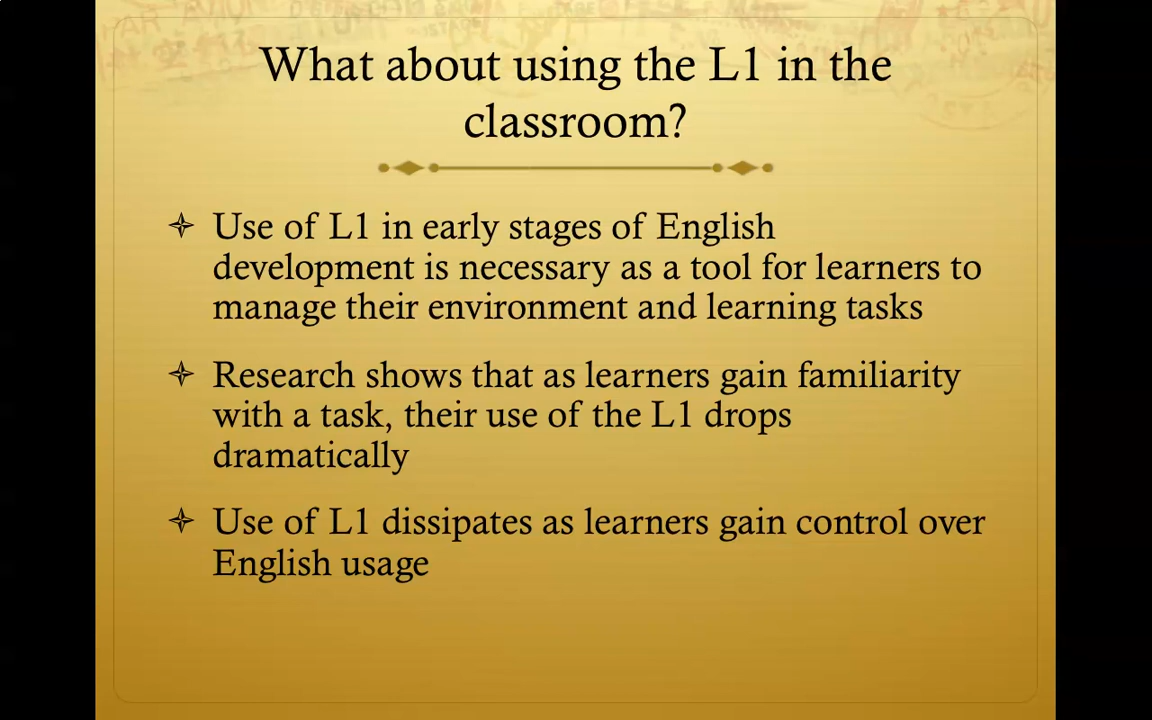 What about using the L1 in the
classroom?
Use of L1 in early stages of English
development is necessary as a tool for learners to
manage their environment and learning tasks
Research shows that as learners gain familiarity
with a task, their use of the L1 drops
dramatically
Use of L1 dissipates as learners gain control over
English usage